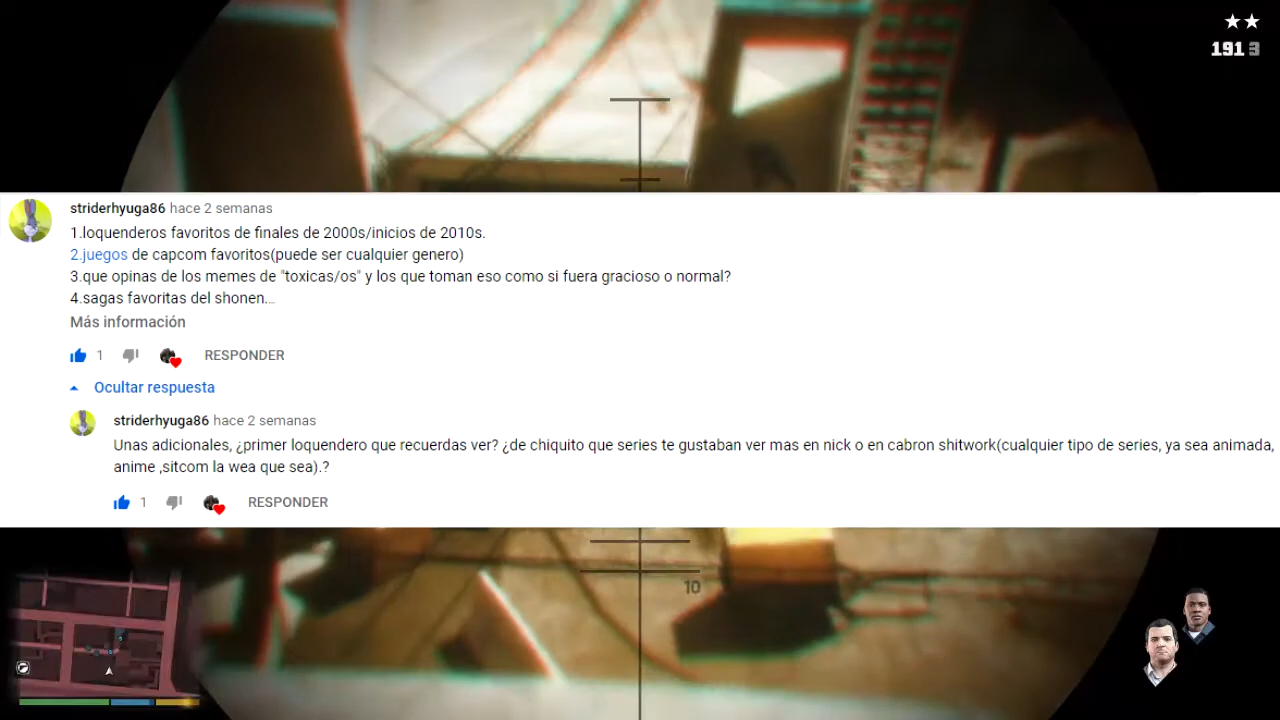 191 3
striderhyuga86 hace 2 semanas
1.loquenderos favoritos de finales de 2000s/inicios de 2010s.
2.juegos de capcom favoritos(puede ser cualquier genero)
3.que opinas de los memes de "toxicas/os" y los que toman eso como si fuera gracioso o normal?
4.sagas favoritas del shonen...
Más información
1 RESPONDER
Ocultar respuesta
striderhyuga86 hace 2 semanas
Unas adicionales, ¿primer loquendero que recuerdas ver? ¿de chiquito que series te gustaban ver mas en nick o en cabron shitwork(cualquier tipo de series, ya sea animada,
anime ,sitcom la wea que sea).?
1 RESPONDER
10